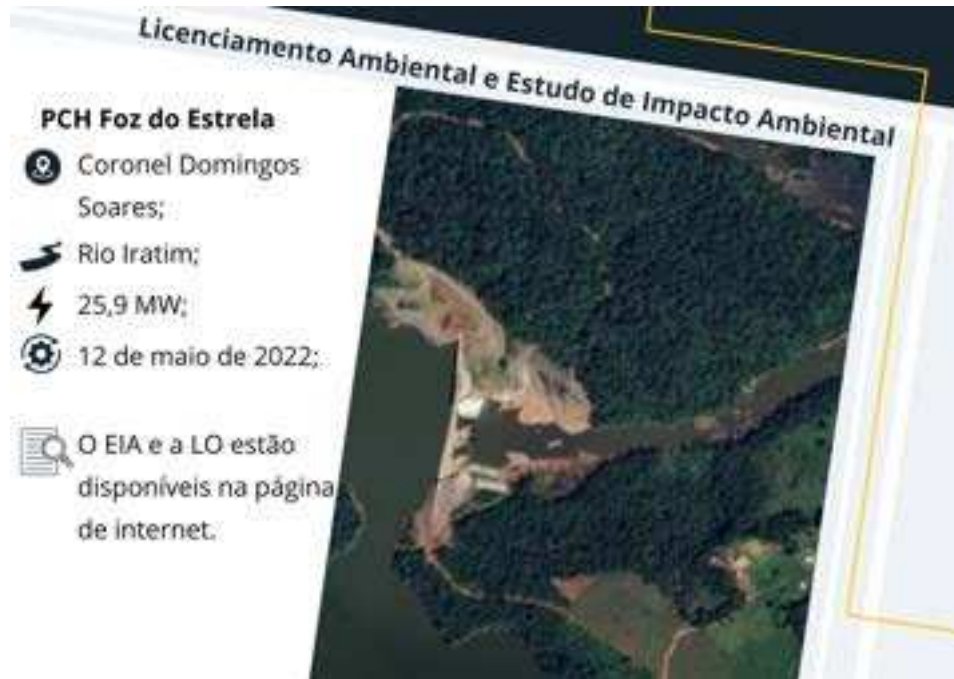 Licenciamento Ambiental e Estudo de Impacto Ambiental
PCH Foz do Estrela
Coronel Domingos
Soares;
Rio Iratim;
25,9 MW;
12 de maio de 2022;
O EIA e a LO estão
disponíveis na página
de internet.